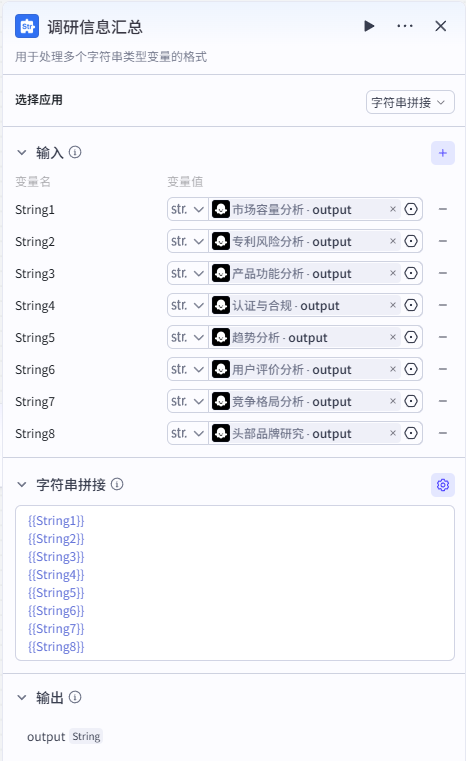 调研信息汇总
用于处理多个字符串类型变量的格式
选择应用 字符串拼接
输入
变量名 变量值
String1 str. 市场容量分析 - output
String2 str. 专利风险分析 - output
String3 str. 产品功能分析 - output
String4 str. 认证与合规 - output
String5 str. 趋势分析 - output
String6 str. 用户评价分析 - output
String7 str. 竞争格局分析 - output
String8 str. 头部品牌研究 - output
字符串拼接
{{String1}}
{{String2}}
{{String3}}
{{String4}}
{{String5}}
{{String6}}
{{String7}}
{{String8}}
输出
output String